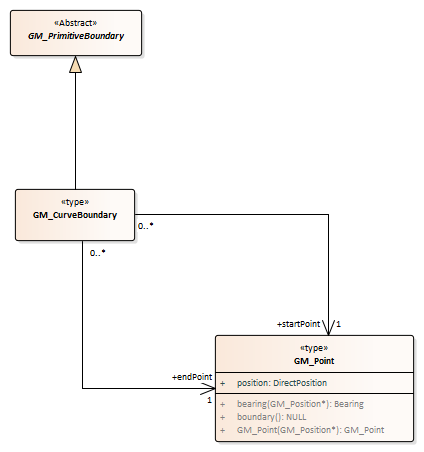 «Abstract»
GM_PrimitiveBoundary
«type»
GM_CurveBoundary
0..*
0..*
+startPoint
1
+endPoint
1
«type»
GM_Point
+ position: DirectPosition
+ bearing(GM_Position*): Bearing
+ boundary(): NULL
+ GM_Point(GM_Position*): GM_Point